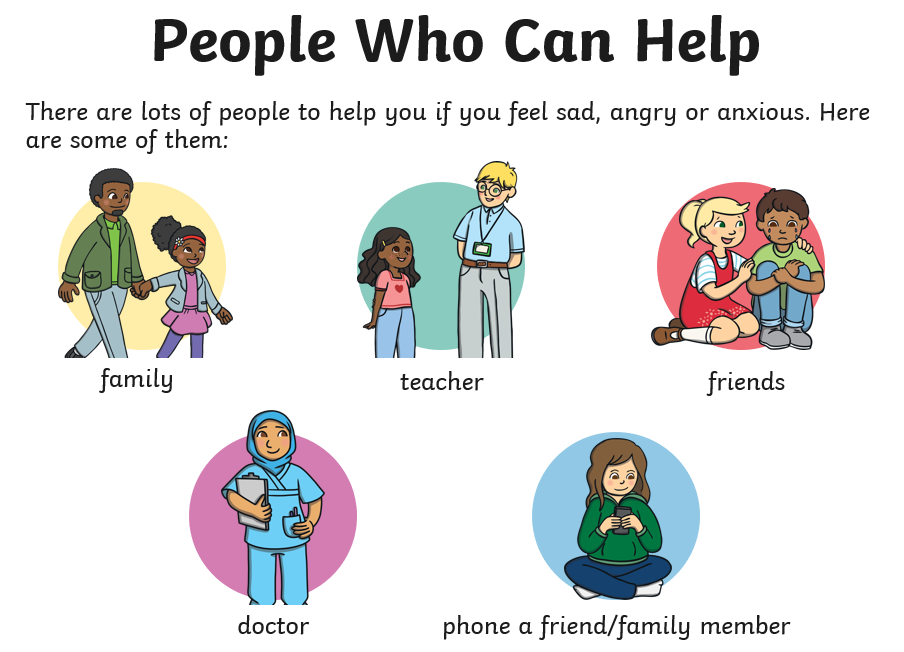 People Who Can Help
There are lots of people to help you if you feel sad, angry or anxious. Here
are some of them:
family
teacher
friends
doctor
phone a friend/family member